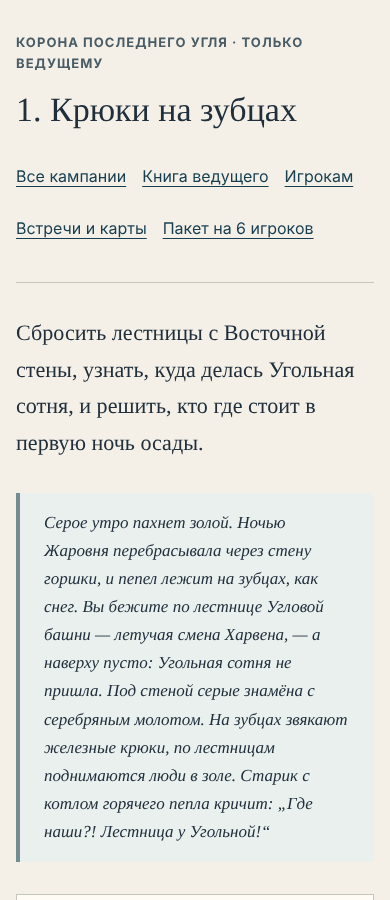 КОРОНА ПОСЛЕДНЕГО УГЛЯ · ТОЛЬКО
ВЕДУЩЕМУ
1. Крюки на зубцах
Все кампании Книга ведущего Игрокам
Встречи и карты Пакет на 6 игроков
Сбросить лестницы с Восточной
стены, узнать, куда делась Угольная
сотня, и решить, кто где стоит в
первую ночь осады.
Серое утро пахнет золой. Ночью
Жаровня перебрасывала через стену
горшки, и пепел лежит на зубцах, как
снег. Вы бежите по лестнице Угловой
башни — летучая смена Харвена, — а
наверху пусто: Угольная сотня не
пришла. Под стеной серые знамёна с
серебряным молотом. На зубцах звякают
железные крюки, по лестницам
поднимаются люди в золе. Старик с
котлом горячего пепла кричит: „Где
наши?! Лестница у Угольной!“